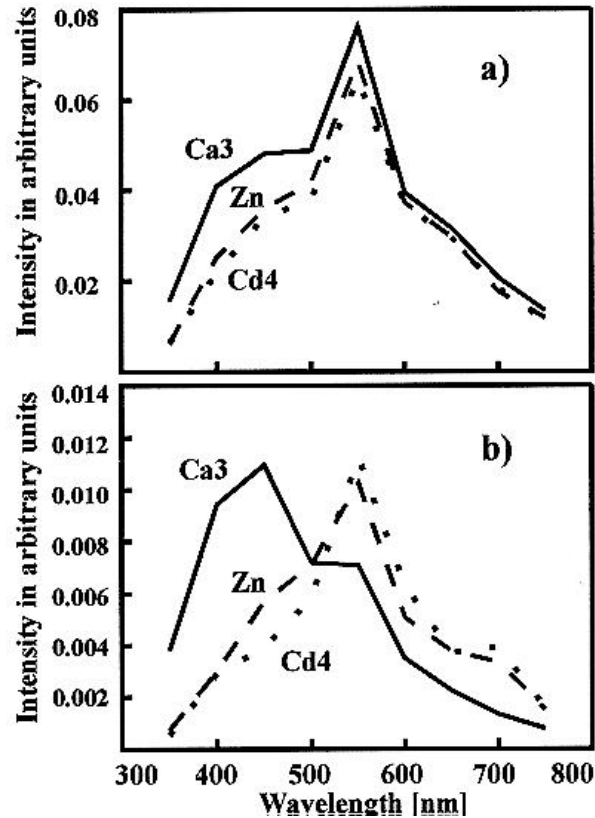 Intensity in arbitrary units
0.08
0.06
0.04
0.02
a)
Ca3
Zn
Cd4
Intensity in arbitrary units
0.014
0.012
0.010
0.008
0.006
0.004
0.002
b)
Ca3
Zn
Cd4
300 400 500 600 700 800
Wavelength [nm]